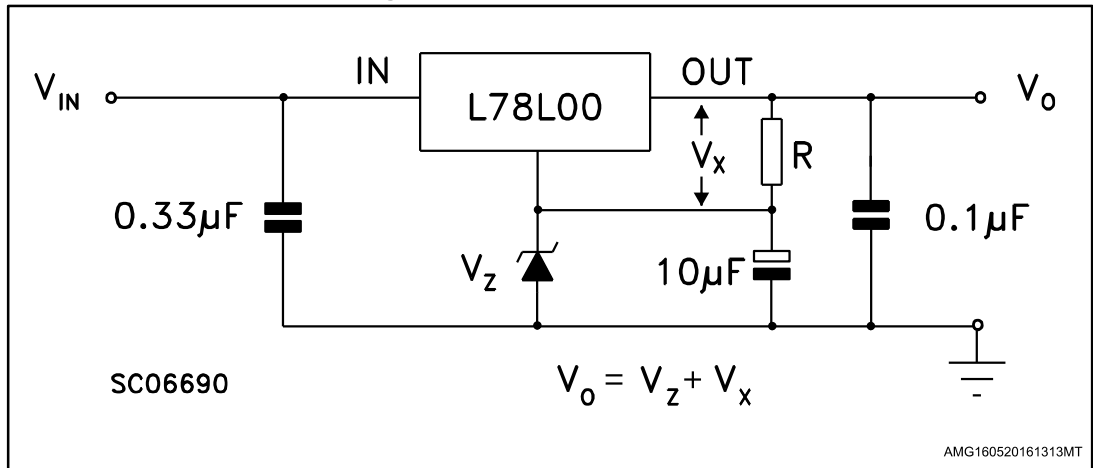 IN
OUT
V_IN
V_o
L78L00
V_X
R
0.33µF
0.1µF
V_Z
10µF
SC06690
V_o = V_z + V_x
AMG160520161313MT